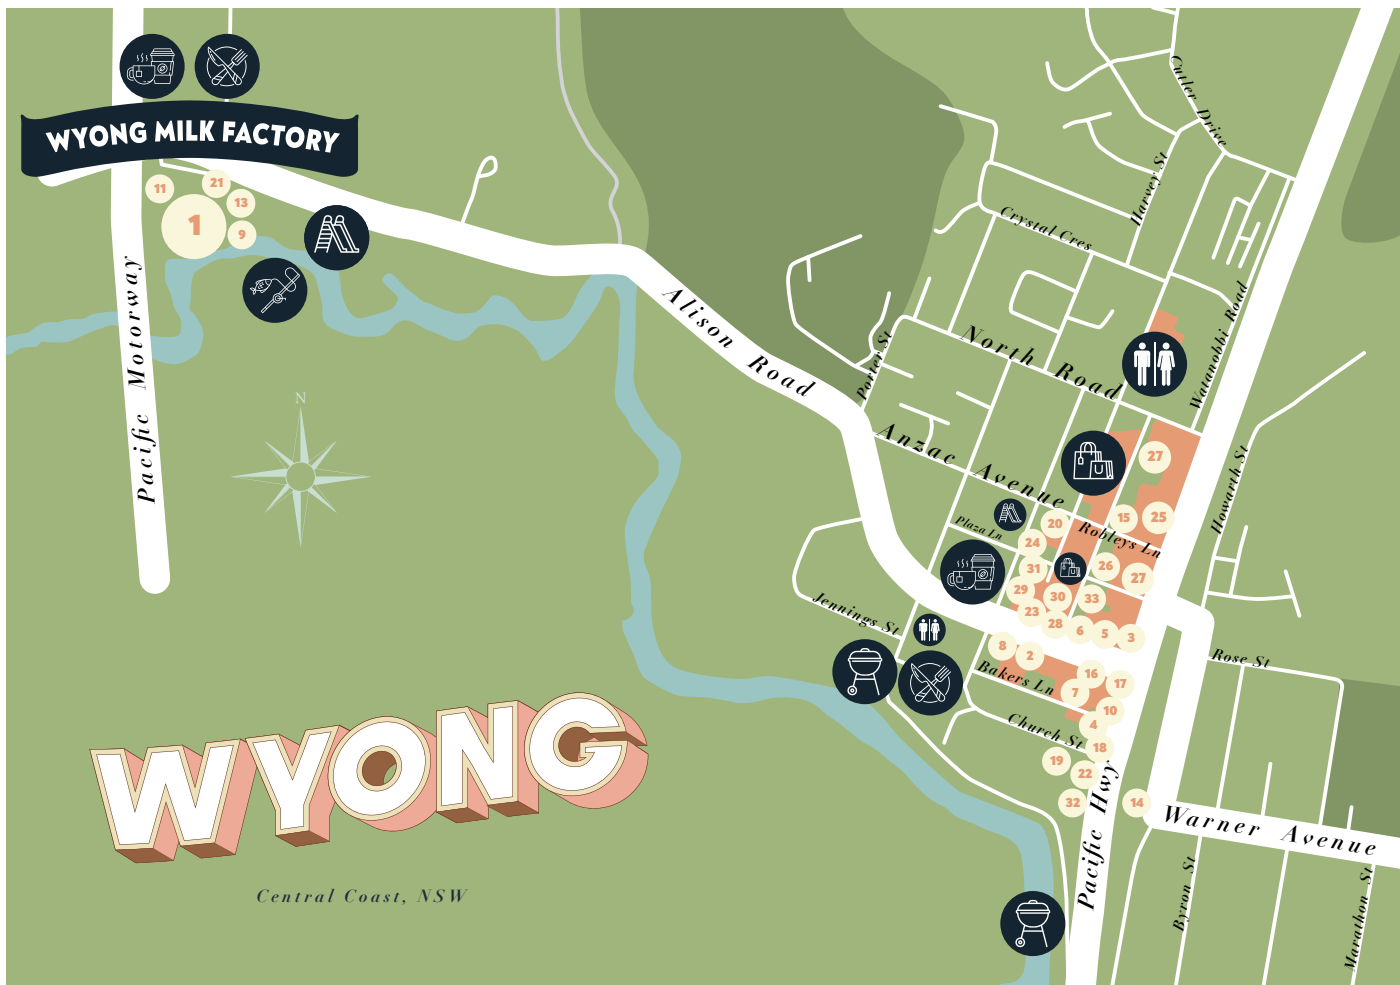 WYONG MILK FACTORY
11
21
13
1
9
Pacific Motorway
N
Alison Road
Cutler Drive
Harvey St
Crystal Cres
Watanobbi Road
North Road
Porter St
Anzac Avenue
Howarth St
27
15
25
20
Plaza Ln
Robleys Ln
24
31
26
27
29
30
33
23
28
6
5
3
Jennings St
8
2
Bakers Ln
16
17
7
10
4
Church St
18
19
22
32
14
Rose St
Pacific Hwy
Warner Avenue
Byron St
Marathon St
WYONG
Central Coast, NSW